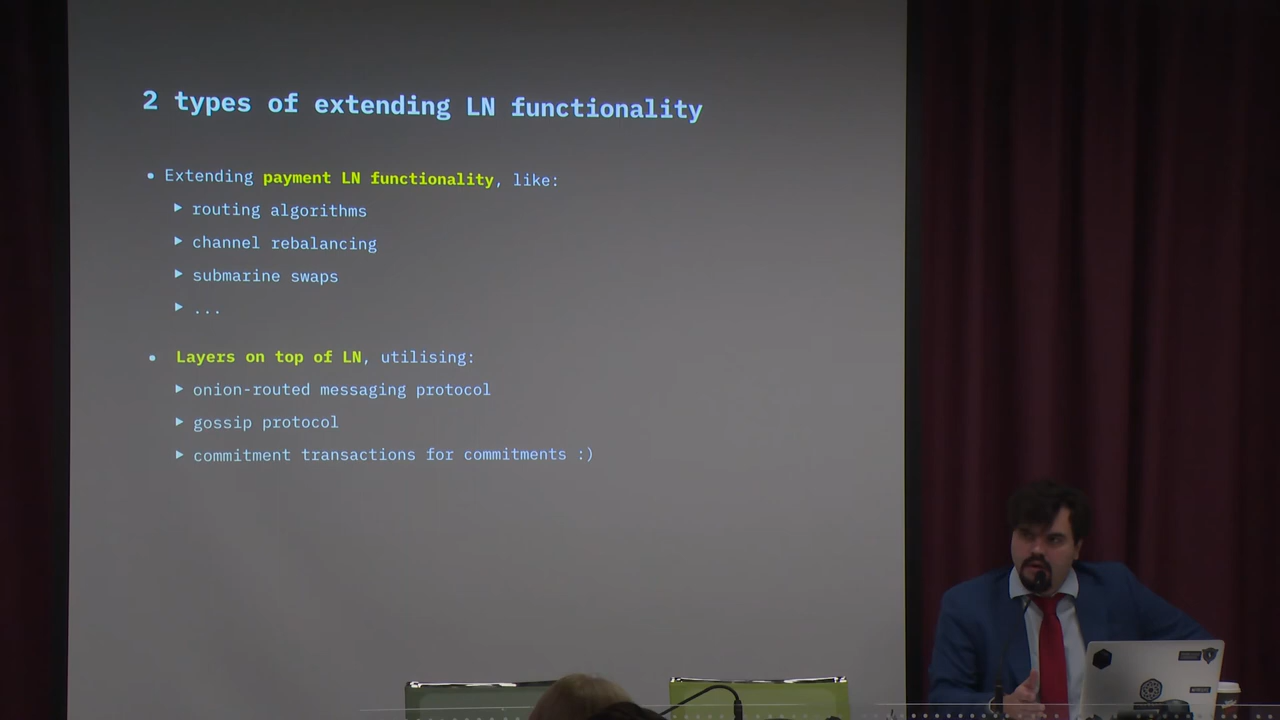 2 types of extending LN functionality
• Extending payment LN functionality, like:
▶ routing algorithms
▶ channel rebalancing
▶ submarine swaps
▶ ...
• Layers on top of LN, utilising:
▶ onion-routed messaging protocol
▶ gossip protocol
▶ commitment transactions for commitments :)